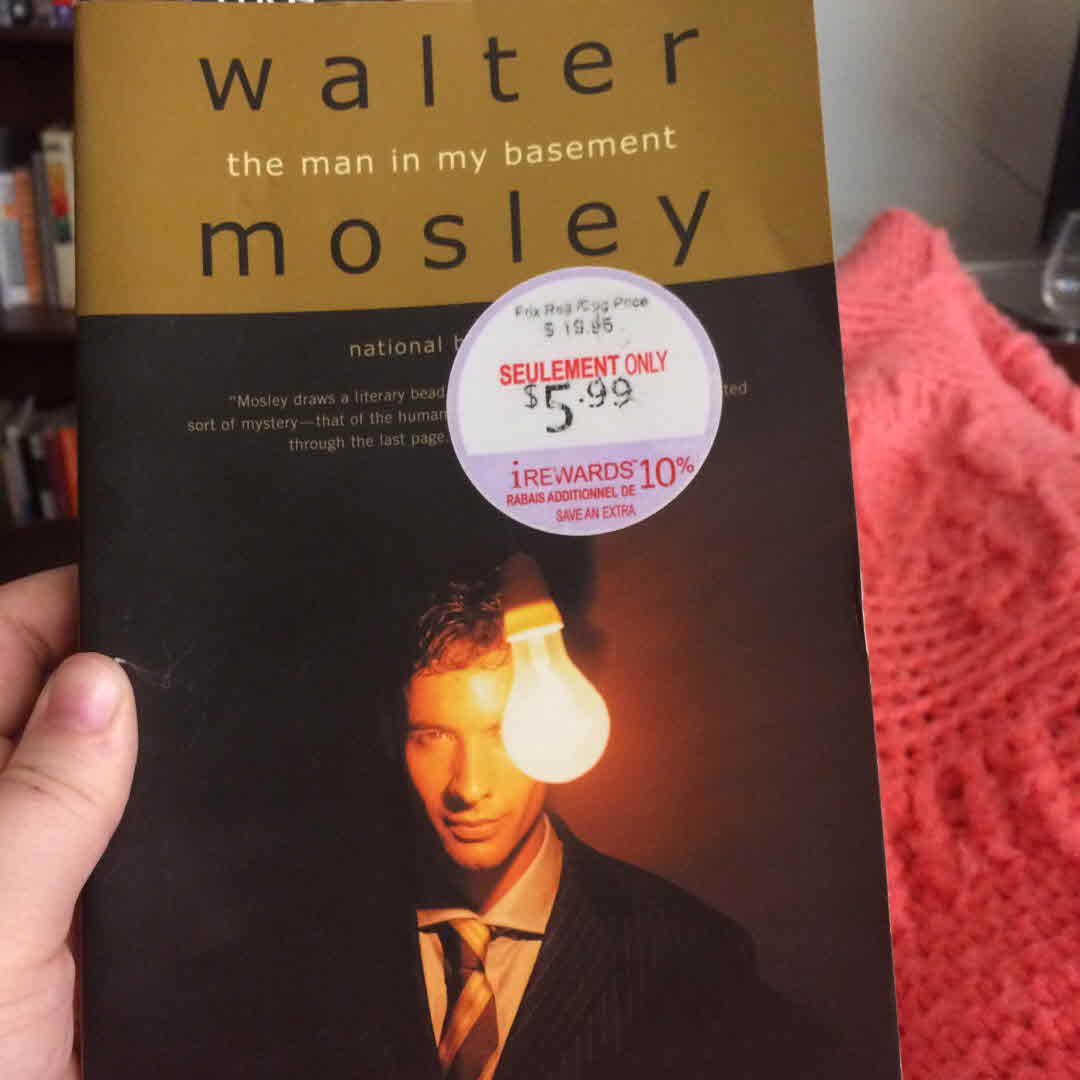 walter
the man in my basement
mosley
national
Prix Reg /Cyg Price
$ 19.95
SEULEMENT ONLY
$5.99
"Mosley draws a literary bead
sort of mystery—that of the human
through the last page.
iREWARDS 10%
RABAIS ADDITIONNEL DE
SAVE AN EXTRA